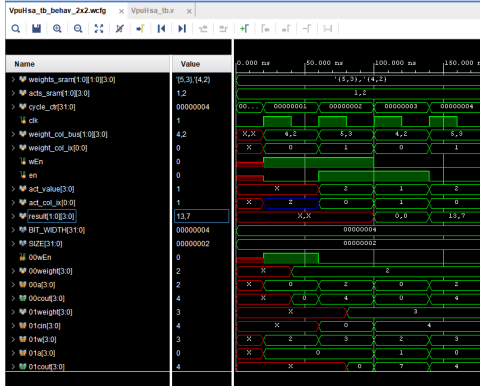 VpuHsa_tb_behav_2x2.wcfg × VpuHsa_tb.v ×
Name Value 0.000 ns 50.000 ns 100.000 ns 150.000 ns
weights_sram[1:0][1:0][3:0] '{5,3},'{4,2} '{5,3},'{4,2}
acts_sram[1:0][3:0] 1,2 1,2
cycle_ctr[31:0] 00000004 00... 00000001 00000002 00000003 00000004
clk 1
weight_col_bus[1:0][3:0] 4,2 X,X 4,2 5,3 4,2 5,3
weight_col_ix[0:0] 0 X 0 1 0 1
wEn 0
en 0
act_value[3:0] 1 X 2 1 2
act_col_ix[0:0] 1 X Z 0 1 0
result[1:0][3:0] 13,7 X,X 0,0 13,7
BIT_WIDTH[31:0] 00000004 00000004
SIZE[31:0] 00000002 00000002
00wEn 0
00weight[3:0] 2 X 2
00a[3:0] 2 X 0 2 0 2
00cout[3:0] 4 X 0 4 0 4
01weight[3:0] 3 X 3
01cin[3:0] 4 X 0 4
01w[3:0] 3 X 2 3 2 3
01a[3:0] 0 X 0 1 0
01cout[3:0] 4 X 0 7 4